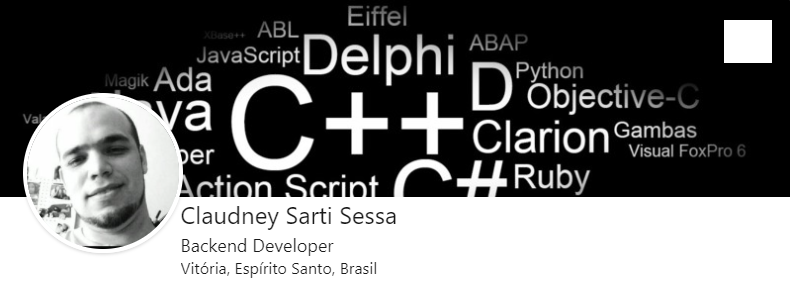 Eiffel
XBase++ ABL
JavaScript Delphi ABAP
Magik Ada C++ D Python
Java Objective-C
Clarion Gambas
Visual FoxPro 6
Action Script C# Ruby
Claudney Sarti Sessa
Backend Developer
Vitória, Espírito Santo, Brasil